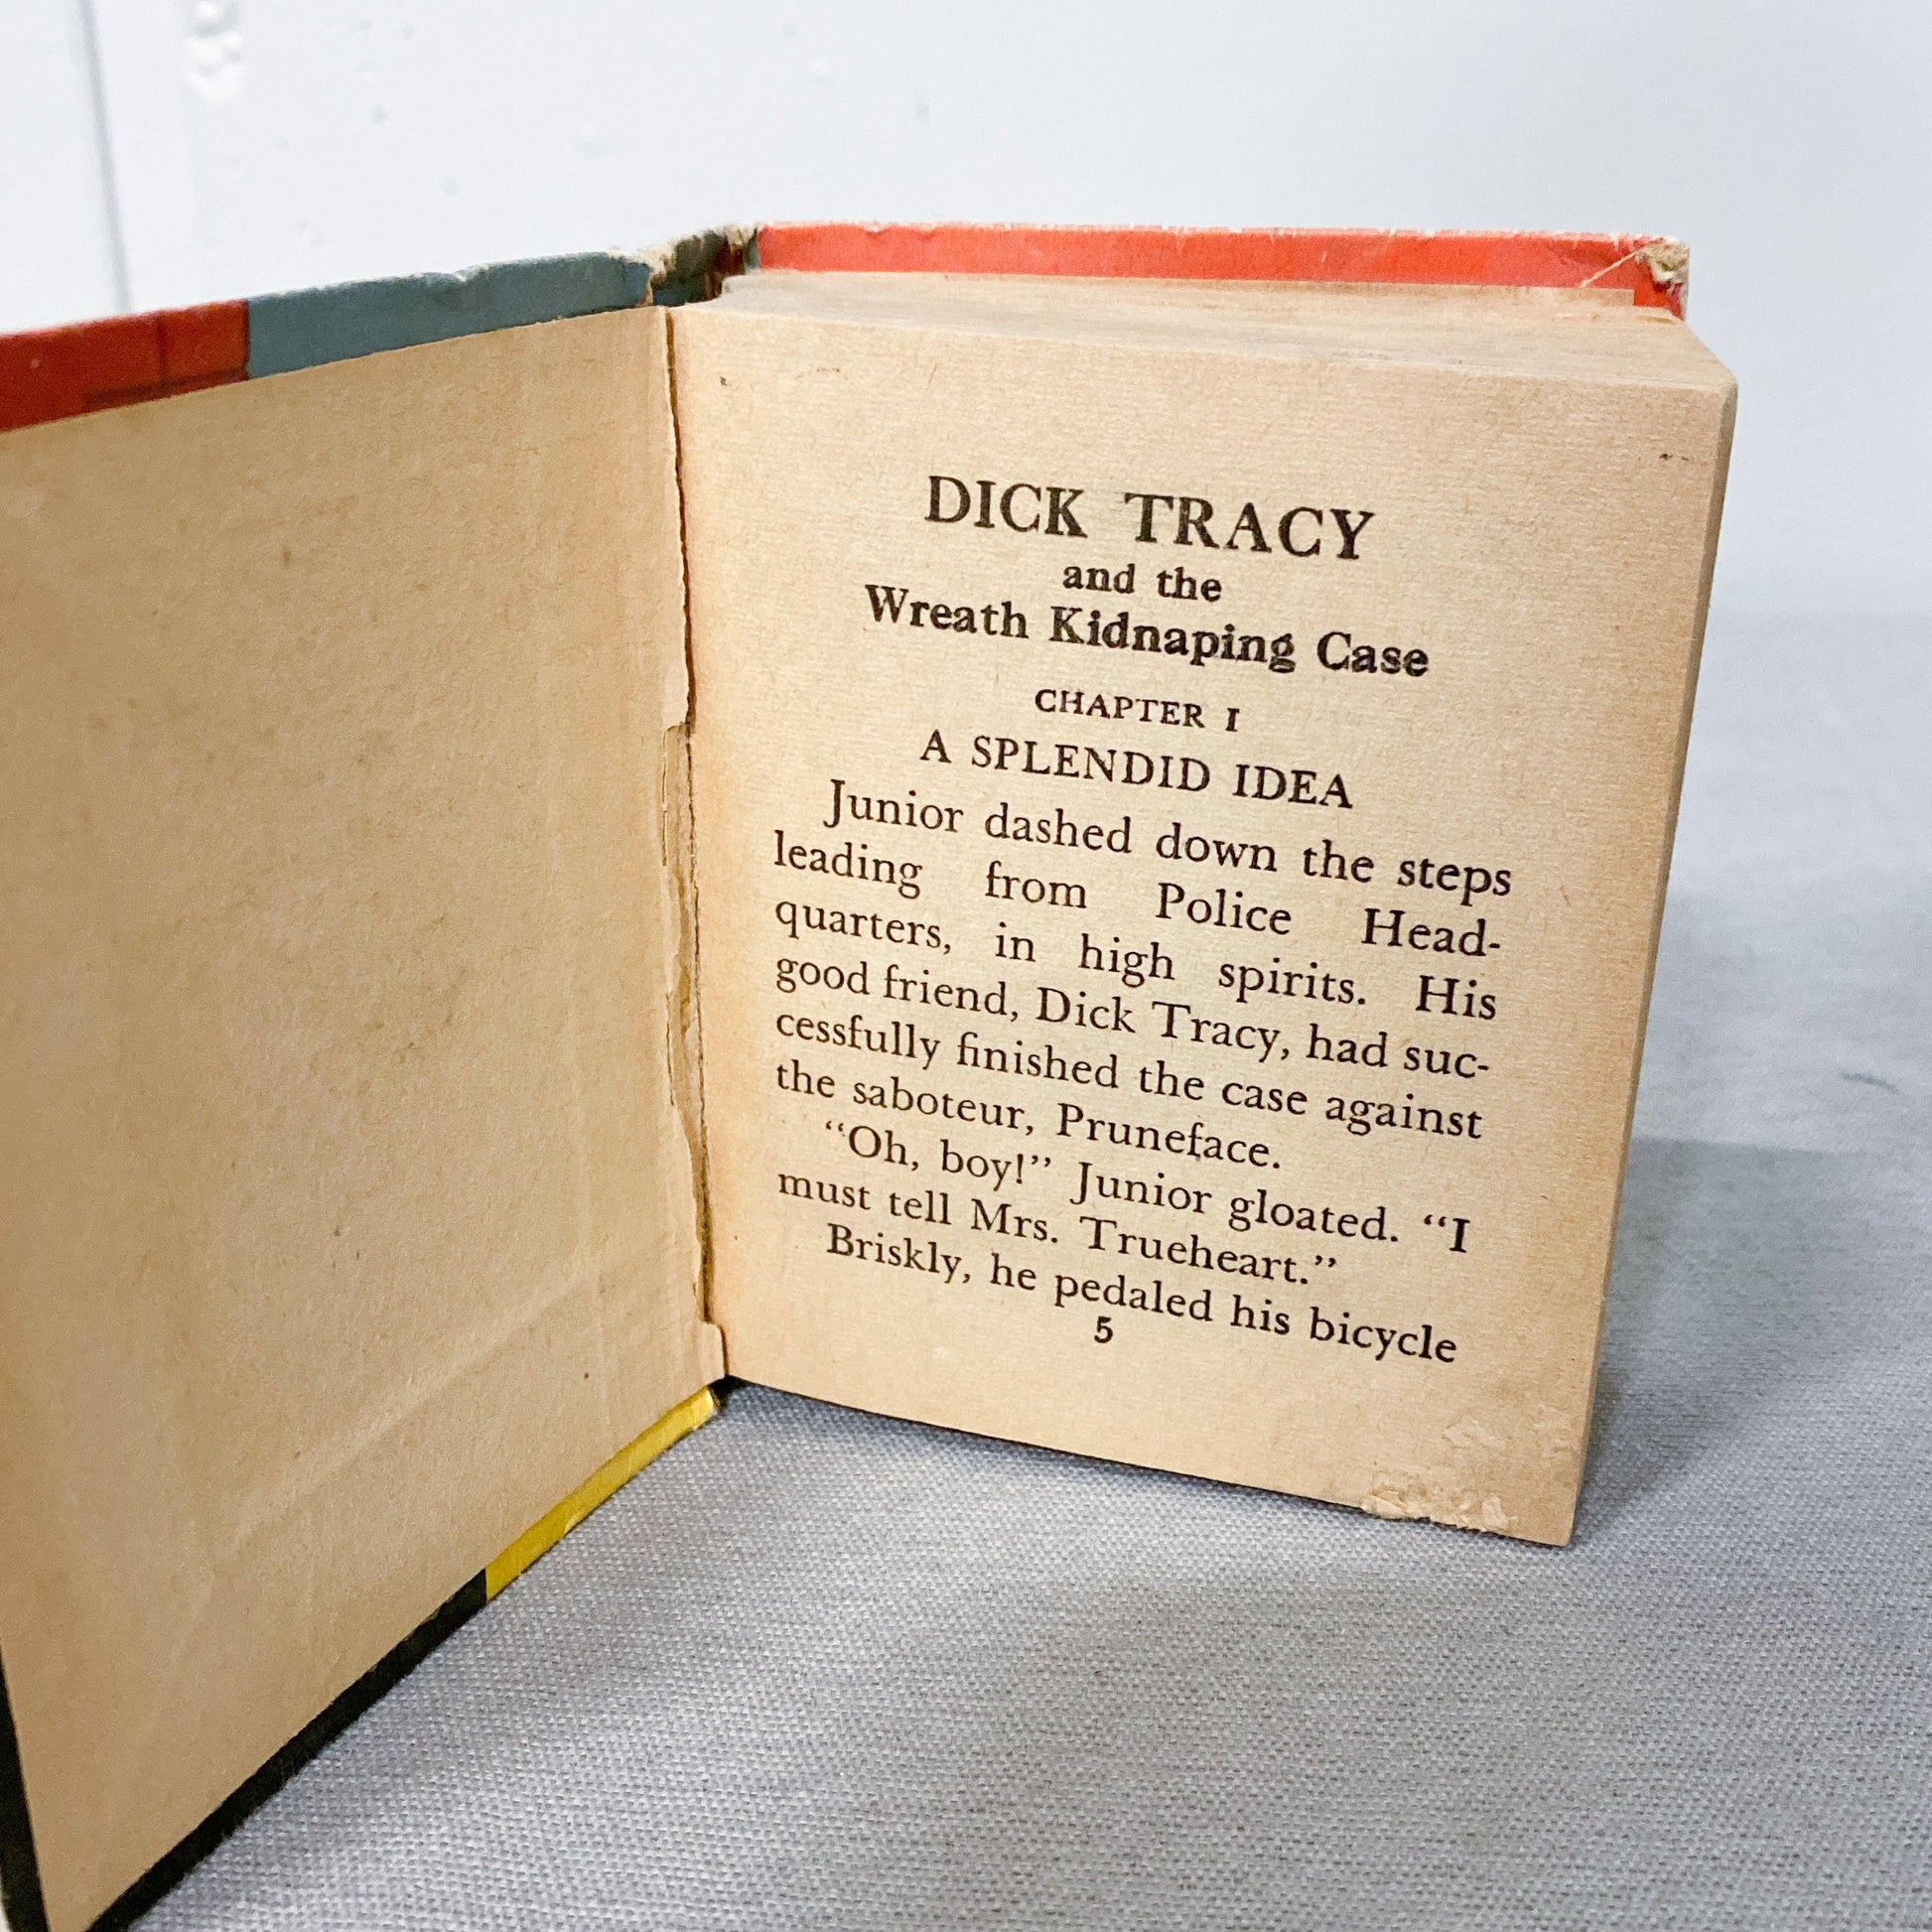 DICK TRACY
and the
Wreath Kidnaping Case
CHAPTER I
A SPLENDID IDEA
Junior dashed down the steps
leading from Police Head-
quarters, in high spirits. His
good friend, Dick Tracy, had suc-
cessfully finished the case against
the saboteur, Pruneface.
"Oh, boy!" Junior gloated. "I
must tell Mrs. Trueheart."
Briskly, he pedaled his bicycle
5